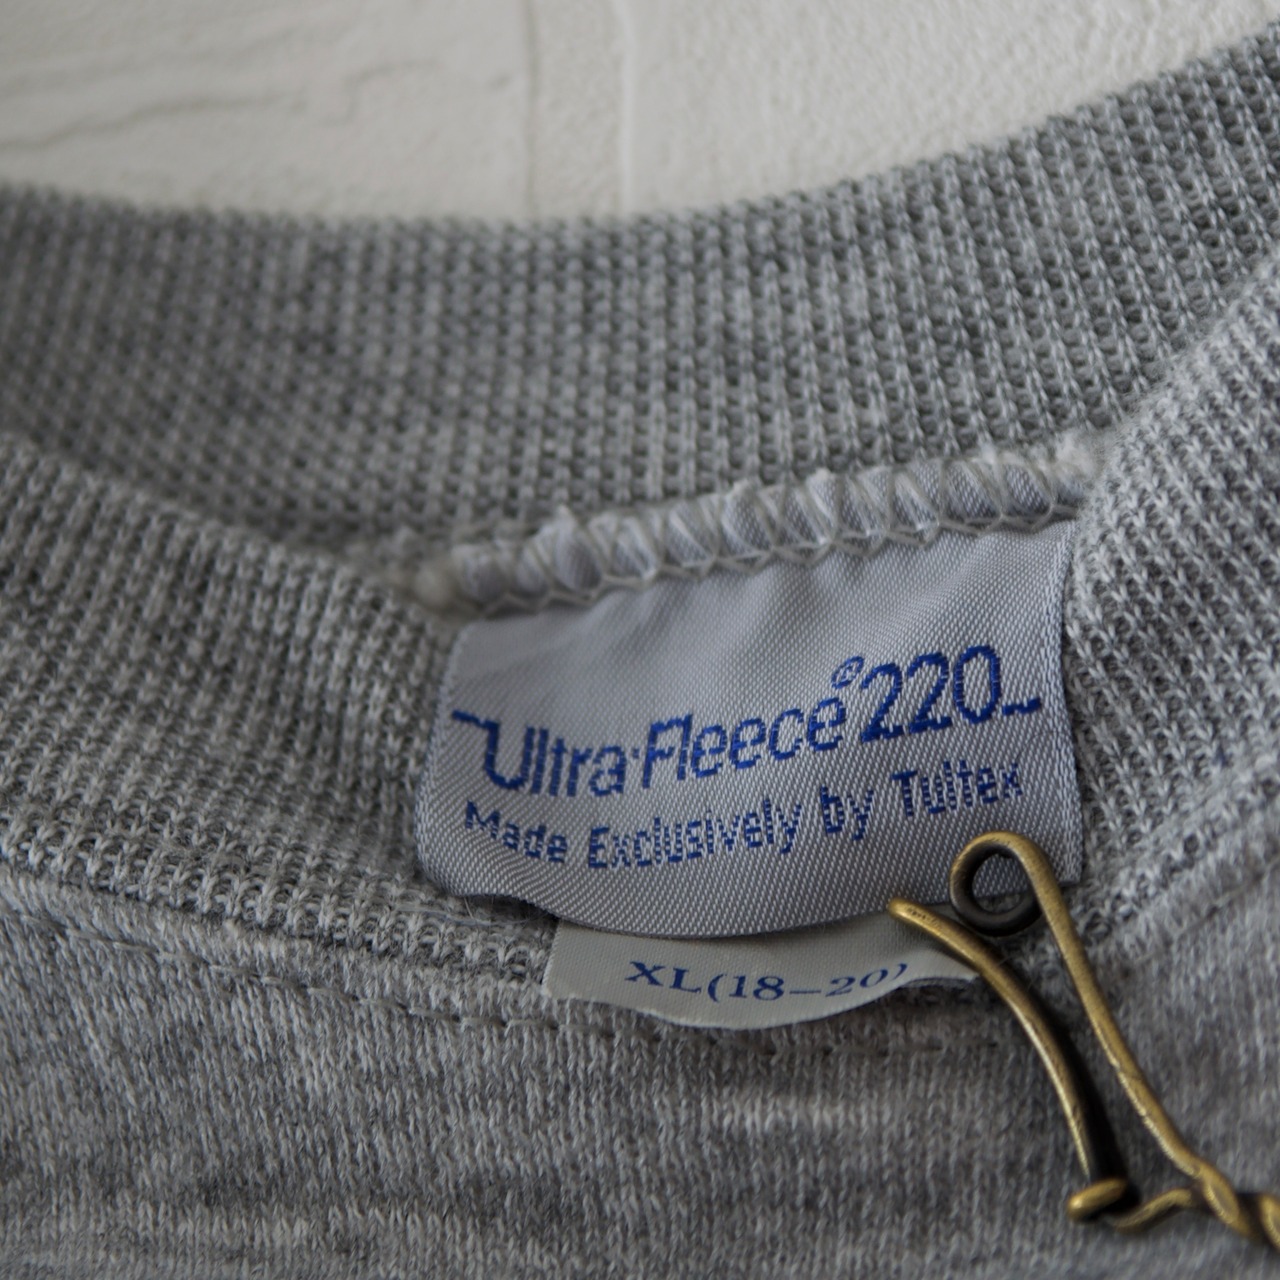 Ultra·Fleece® 220
Made Exclusively by Tultex
XL(18-20)